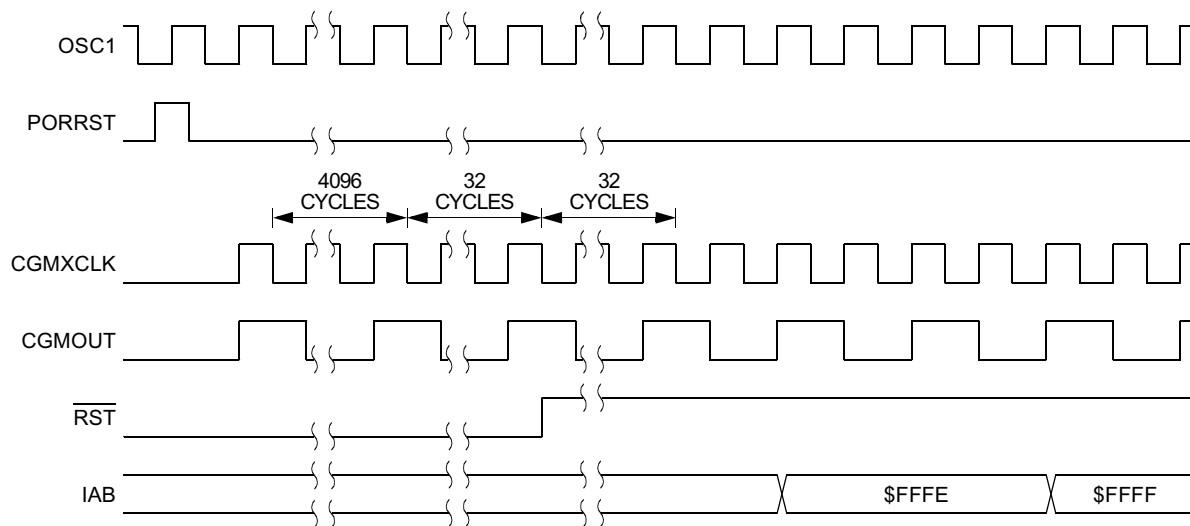 OSC1
PORRST
4096
CYCLES
32
CYCLES
32
CYCLES
CGMXCLK
CGMOUT
RST
IAB
$FFFE
$FFFF